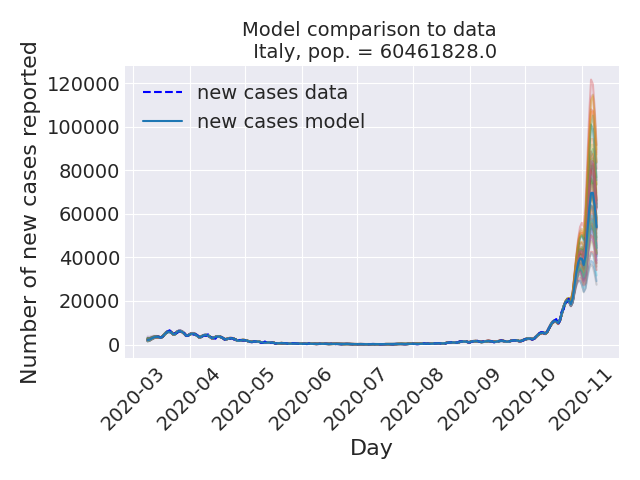 Model comparison to data
Italy, pop. = 60461828.0
new cases data
new cases model
Number of new cases reported
120000
100000
80000
60000
40000
20000
0
2020-03
2020-04
2020-05
2020-06
2020-07
2020-08
2020-09
2020-10
2020-11
Day